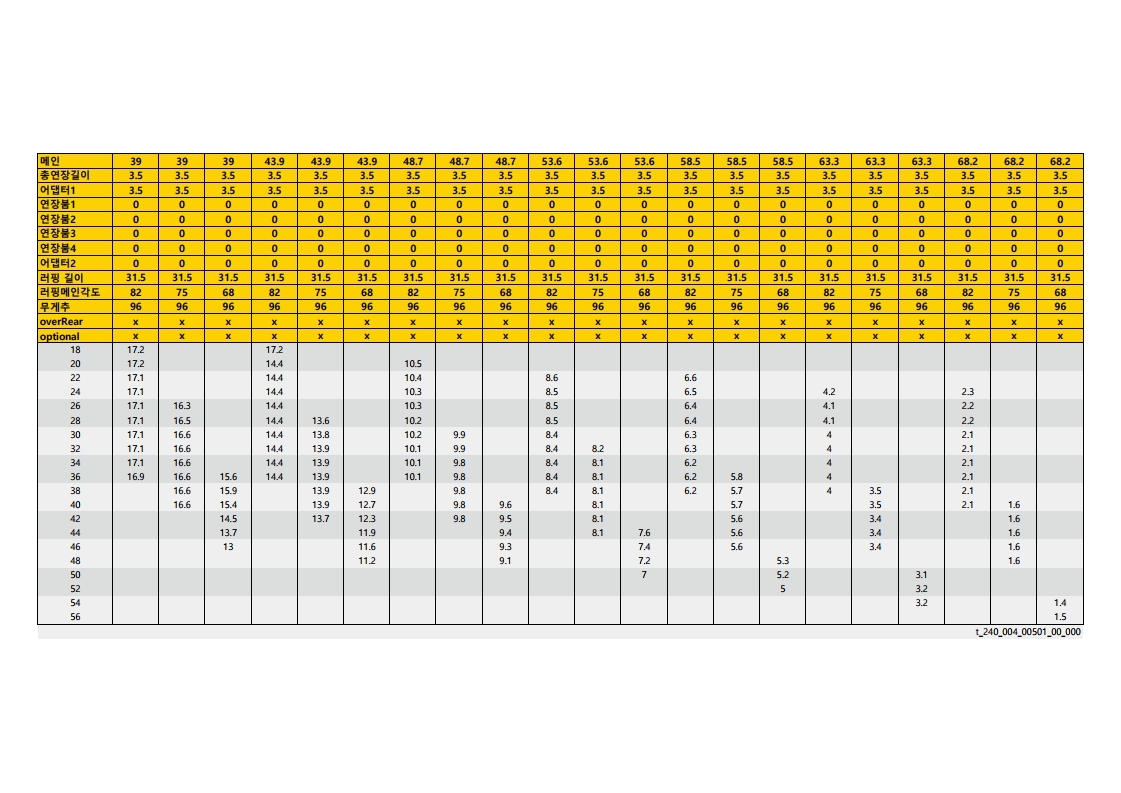 메인 39 39 39 43.9 43.9 43.9 48.7 48.7 48.7 53.6 53.6 53.6 58.5 58.5 58.5 63.3 63.3 63.3 68.2 68.2 68.2
총연장길이 3.5 3.5 3.5 3.5 3.5 3.5 3.5 3.5 3.5 3.5 3.5 3.5 3.5 3.5 3.5 3.5 3.5 3.5 3.5 3.5 3.5
어댑터1 3.5 3.5 3.5 3.5 3.5 3.5 3.5 3.5 3.5 3.5 3.5 3.5 3.5 3.5 3.5 3.5 3.5 3.5 3.5 3.5 3.5
연장붐1 0 0 0 0 0 0 0 0 0 0 0 0 0 0 0 0 0 0 0 0 0
연장붐2 0 0 0 0 0 0 0 0 0 0 0 0 0 0 0 0 0 0 0 0 0
연장붐3 0 0 0 0 0 0 0 0 0 0 0 0 0 0 0 0 0 0 0 0 0
연장붐4 0 0 0 0 0 0 0 0 0 0 0 0 0 0 0 0 0 0 0 0 0
어댑터2 0 0 0 0 0 0 0 0 0 0 0 0 0 0 0 0 0 0 0 0 0
러핑 길이 31.5 31.5 31.5 31.5 31.5 31.5 31.5 31.5 31.5 31.5 31.5 31.5 31.5 31.5 31.5 31.5 31.5 31.5 31.5 31.5 31.5
러핑메인각도 82 75 68 82 75 68 82 75 68 82 75 68 82 75 68 82 75 68 82 75 68
무게추 96 96 96 96 96 96 96 96 96 96 96 96 96 96 96 96 96 96 96 96 96
overRear x x x x x x x x x x x x x x x x x x x x x
optional x x x x x x x x x x x x x x x x x x x x x
18 17.2 17.2
20 17.2 14.4 10.5
22 17.1 14.4 10.4 8.6 6.6
24 17.1 14.4 10.3 8.5 6.5 4.2 2.3
26 17.1 16.3 14.4 10.3 8.5 6.4 4.1 2.2
28 17.1 16.5 14.4 13.6 10.2 8.5 6.4 4.1 2.2
30 17.1 16.6 14.4 13.8 10.2 9.9 8.4 6.3 4 2.1
32 17.1 16.6 14.4 13.9 10.1 9.9 8.4 8.2 6.3 4 2.1
34 17.1 16.6 14.4 13.9 10.1 9.8 8.4 8.1 6.2 4 2.1
36 16.9 16.6 15.6 14.4 13.9 10.1 9.8 8.4 8.1 6.2 5.8 4 2.1
38 16.6 15.9 13.9 12.9 9.8 8.4 8.1 6.2 5.7 4 3.5 2.1
40 16.6 15.4 13.9 12.7 9.8 9.6 8.1 5.7 3.5 2.1 1.6
42 14.5 13.7 12.3 9.8 9.5 8.1 5.6 3.4 1.6
44 13.7 11.9 9.4 8.1 7.6 5.6 3.4 1.6
46 13 11.6 9.3 7.4 5.6 3.4 1.6
48 11.2 9.1 7.2 5.3 1.6
50 7 5.2 3.1
52 5 3.2
54 3.2 1.4
56 1.5
t_240_004_00501_00_000